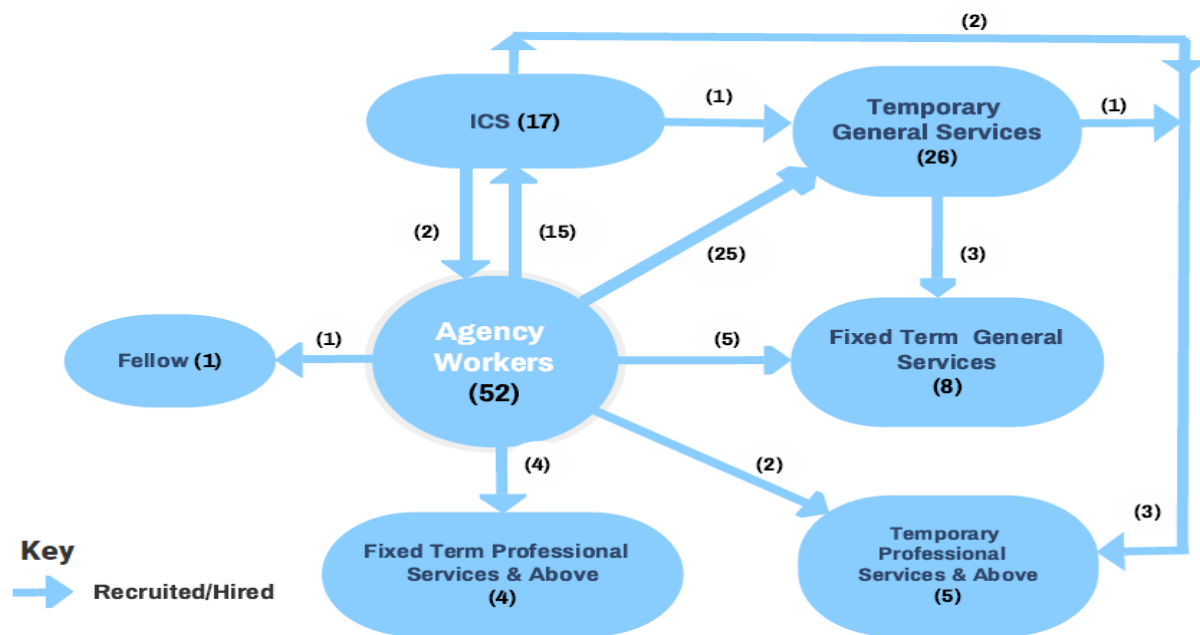 (2)
ICS (17)
(1)
Temporary
General Services
(26)
(1)
(2)
(15)
(25)
(3)
Fellow (1)
(1)
Agency
Workers
(52)
(5)
Fixed Term General
Services
(8)
(4)
(2)
(3)
Fixed Term Professional
Services & Above
(4)
Temporary
Professional
Services & Above
(5)
Key
Recruited/Hired